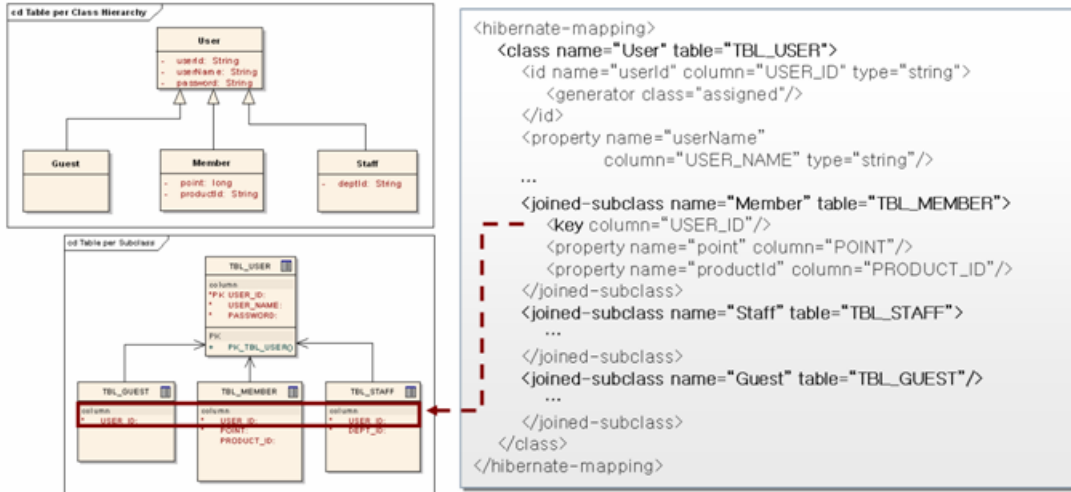 cd Table per Class Hierarchy
User
- userId: String
- userName: String
- password: String
Guest
Member
- point: long
- productId: String
Staff
- deptId: String
cd Table per Subclass
TBL_USER
column
*PK USER_ID:
* USER_NAME:
* PASSWORD:
PK
+ PK_TBL_USER()
TBL_GUEST
column
* USER_ID:
TBL_MEMBER
column
* USER_ID:
* POINT:
PRODUCT_ID:
TBL_STAFF
column
* USER_ID:
* DEPT_ID:
<hibernate-mapping>
<class name="User" table="TBL_USER">
<id name="userId" column="USER_ID" type="string">
<generator class="assigned"/>
</id>
<property name="userName"
column="USER_NAME" type="string"/>
...
<joined-subclass name="Member" table="TBL_MEMBER">
<key column="USER_ID"/>
<property name="point" column="POINT"/>
<property name="productId" column="PRODUCT_ID"/>
</joined-subclass>
<joined-subclass name="Staff" table="TBL_STAFF">
...
</joined-subclass>
<joined-subclass name="Guest" table="TBL_GUEST"/>
...
</joined-subclass>
</class>
</hibernate-mapping>